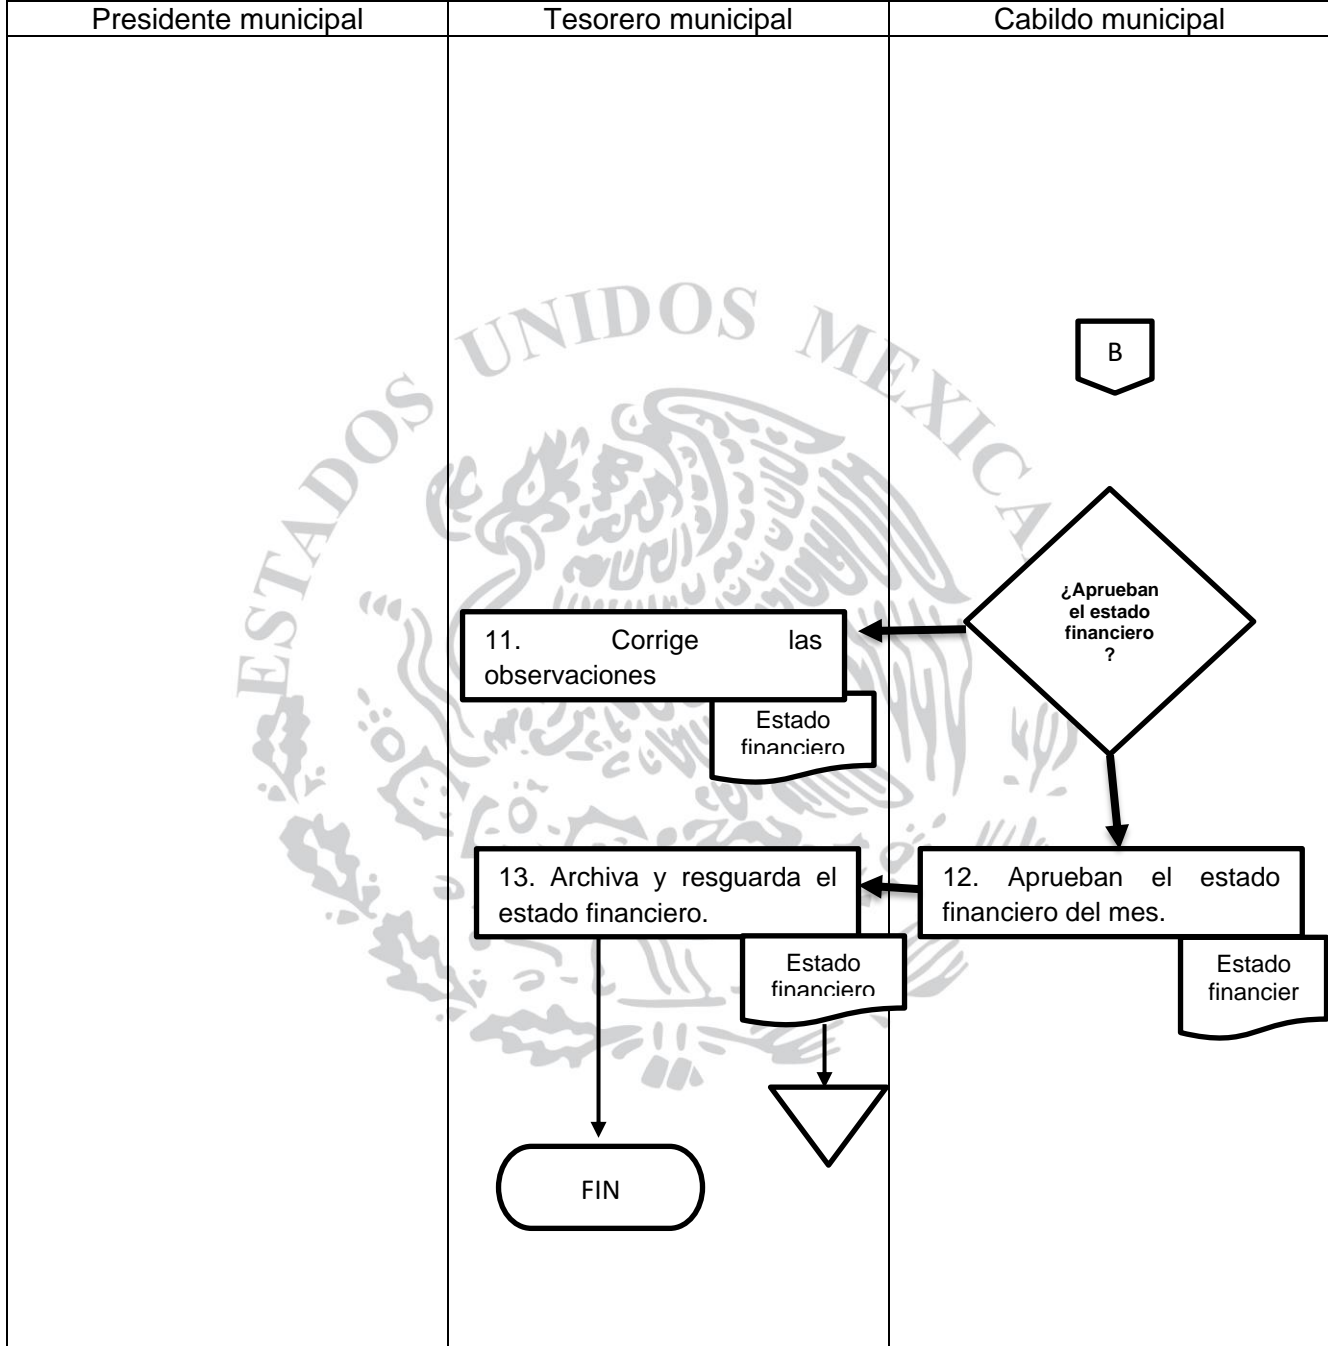 Presidente municipal
Tesorero municipal
Cabildo municipal
ESTADOS UNIDOS MEXICA
B
¿Aprueban
el estado
financiero
?
11. Corrige las
observaciones
Estado
financiero
13. Archiva y resguarda el
estado financiero.
12. Aprueban el estado
financiero del mes.
Estado
financiero
Estado
financier
FIN